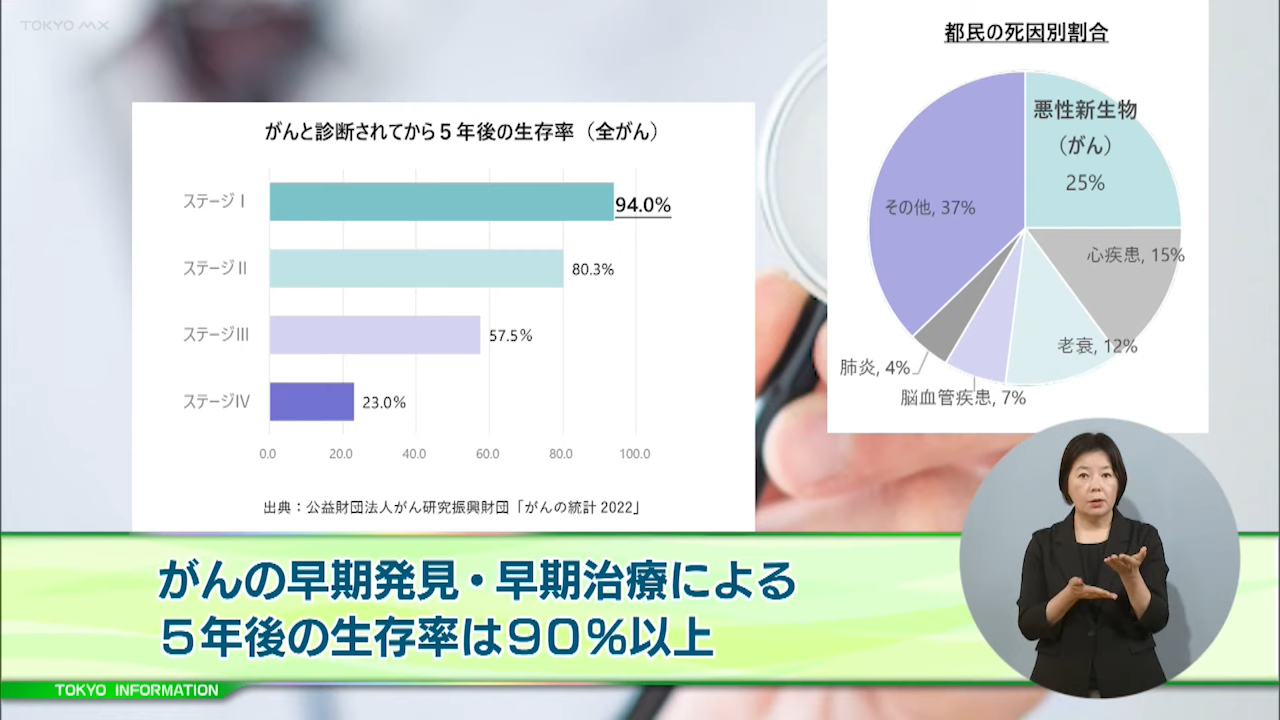 TOKYO MX
都民の死因別割合
悪性新生物
（がん）
25%
その他, 37%
心疾患, 15%
老衰, 12%
肺炎, 4%
脳血管疾患, 7%
がんと診断されてから５年後の生存率（全がん）
ステージⅠ
94.0%
ステージⅡ
80.3%
ステージⅢ
57.5%
ステージⅣ
23.0%
0.0 20.0 40.0 60.0 80.0 100.0
出典：公益財団法人がん研究振興財団「がんの統計 2022」
がんの早期発見・早期治療による
５年後の生存率は９０％以上
TOKYO INFORMATION